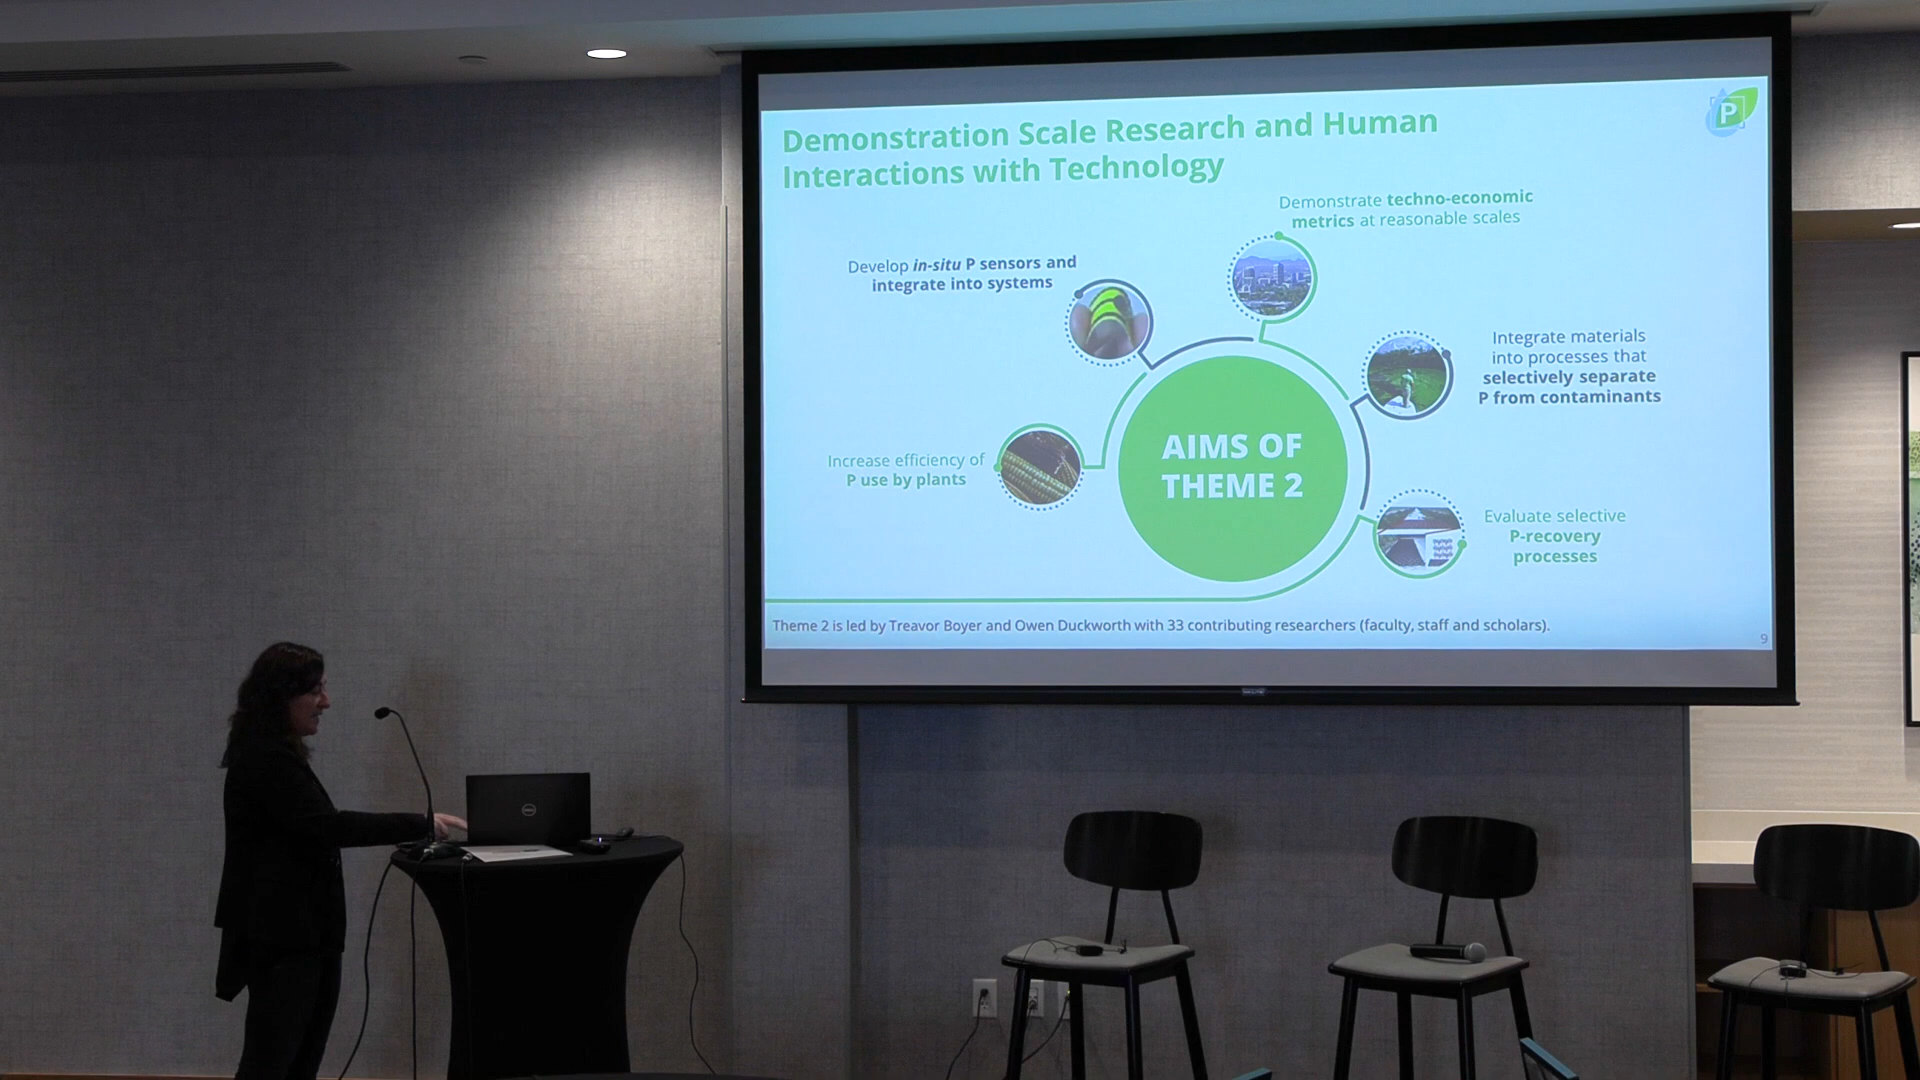 Demonstration Scale Research and Human
Interactions with Technology
P
Demonstrate techno-economic
metrics at reasonable scales
Develop in-situ P sensors and
integrate into systems
Integrate materials
into processes that
selectively separate
P from contaminants
AIMS OF
THEME 2
Increase efficiency of
P use by plants
Evaluate selective
P-recovery
processes
Theme 2 is led by Treavor Boyer and Owen Duckworth with 33 contributing researchers (faculty, staff and scholars).
9
DELL